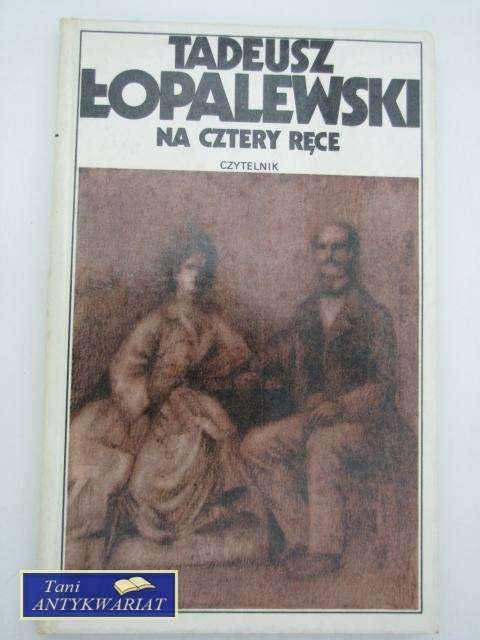 TADEUSZ
ŁOPALEWSKI
NA CZTERY RĘCE
CZYTELNIK
Tani
ANTYKWARIAT